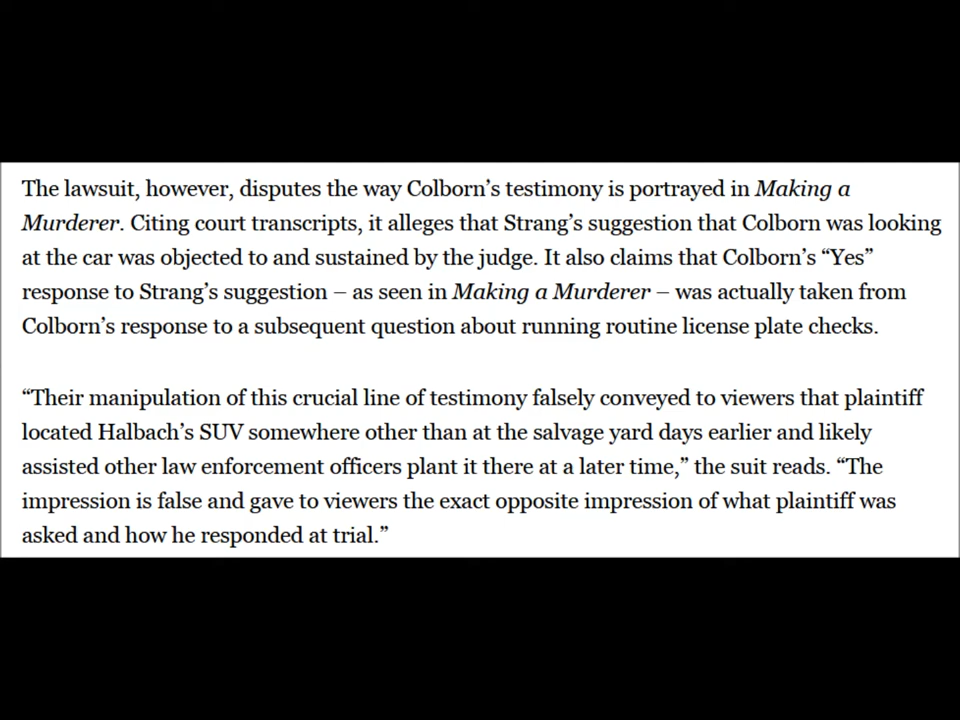 The lawsuit, however, disputes the way Colborn’s testimony is portrayed in Making a
Murderer. Citing court transcripts, it alleges that Strang’s suggestion that Colborn was looking
at the car was objected to and sustained by the judge. It also claims that Colborn’s “Yes”
response to Strang’s suggestion – as seen in Making a Murderer – was actually taken from
Colborn’s response to a subsequent question about running routine license plate checks.
“Their manipulation of this crucial line of testimony falsely conveyed to viewers that plaintiff
located Halbach’s SUV somewhere other than at the salvage yard days earlier and likely
assisted other law enforcement officers plant it there at a later time,” the suit reads. “The
impression is false and gave to viewers the exact opposite impression of what plaintiff was
asked and how he responded at trial.”